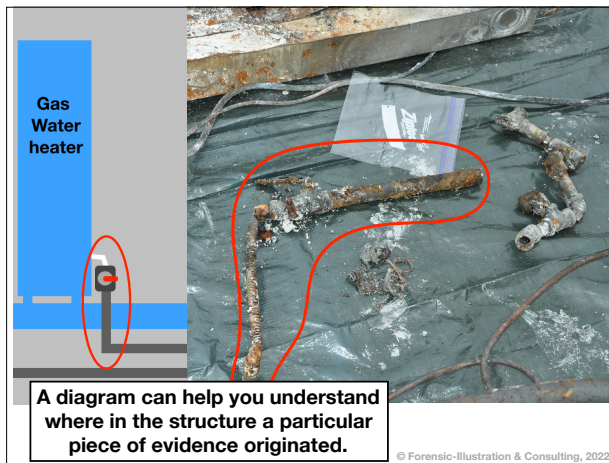 Gas
Water
heater
Ziploc
A diagram can help you understand
where in the structure a particular
piece of evidence originated.
© Forensic-Illustration & Consulting, 2022